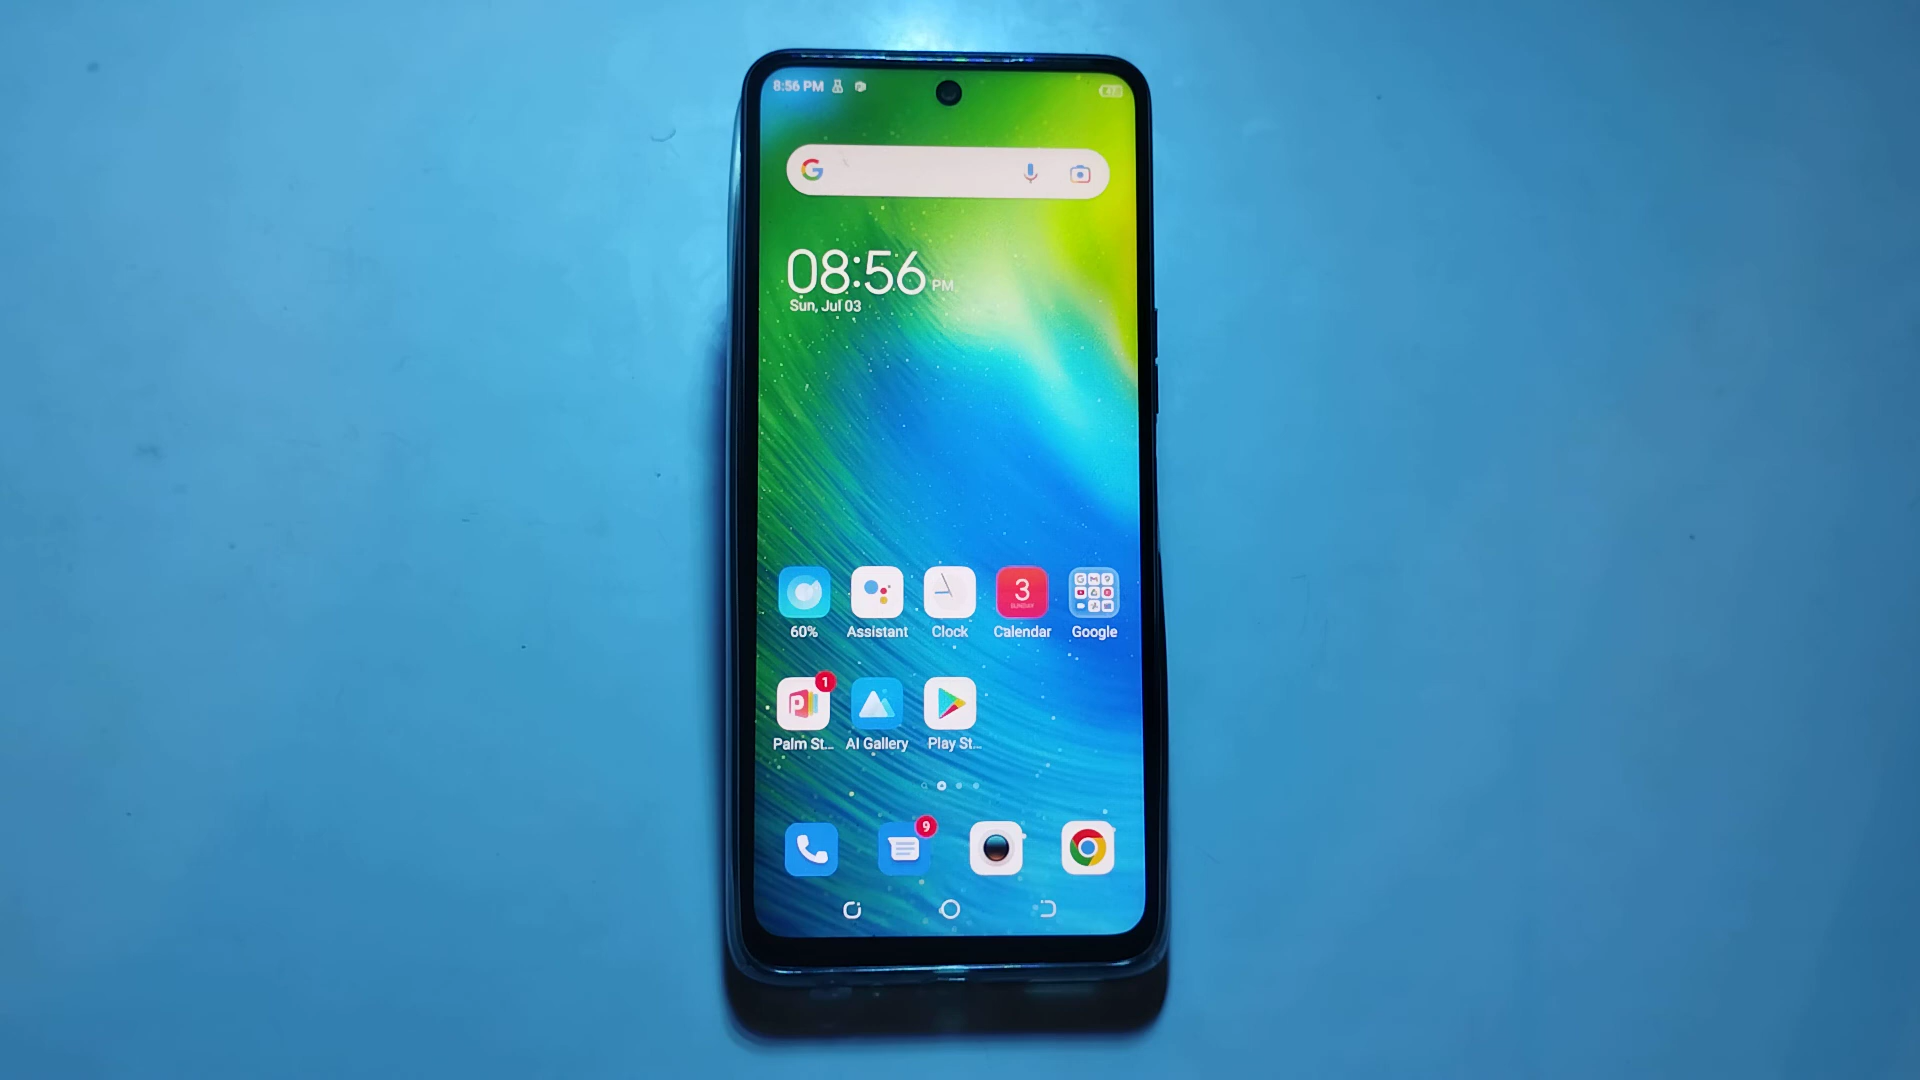 8:56 PM
08:56 PM
Sun, Jul 03
3
SUNDAY
60%
Assistant
Clock
Calendar
Google
1
Palm St...
AI Gallery
Play St...
9